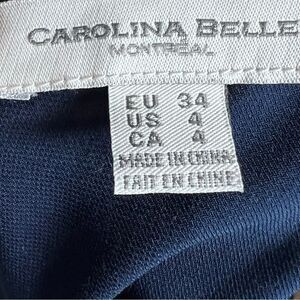 CAROLINA BELLE
MONTREAL
EU 34
US 4
CA 4
MADE IN CHINA
FAIT EN CHINE